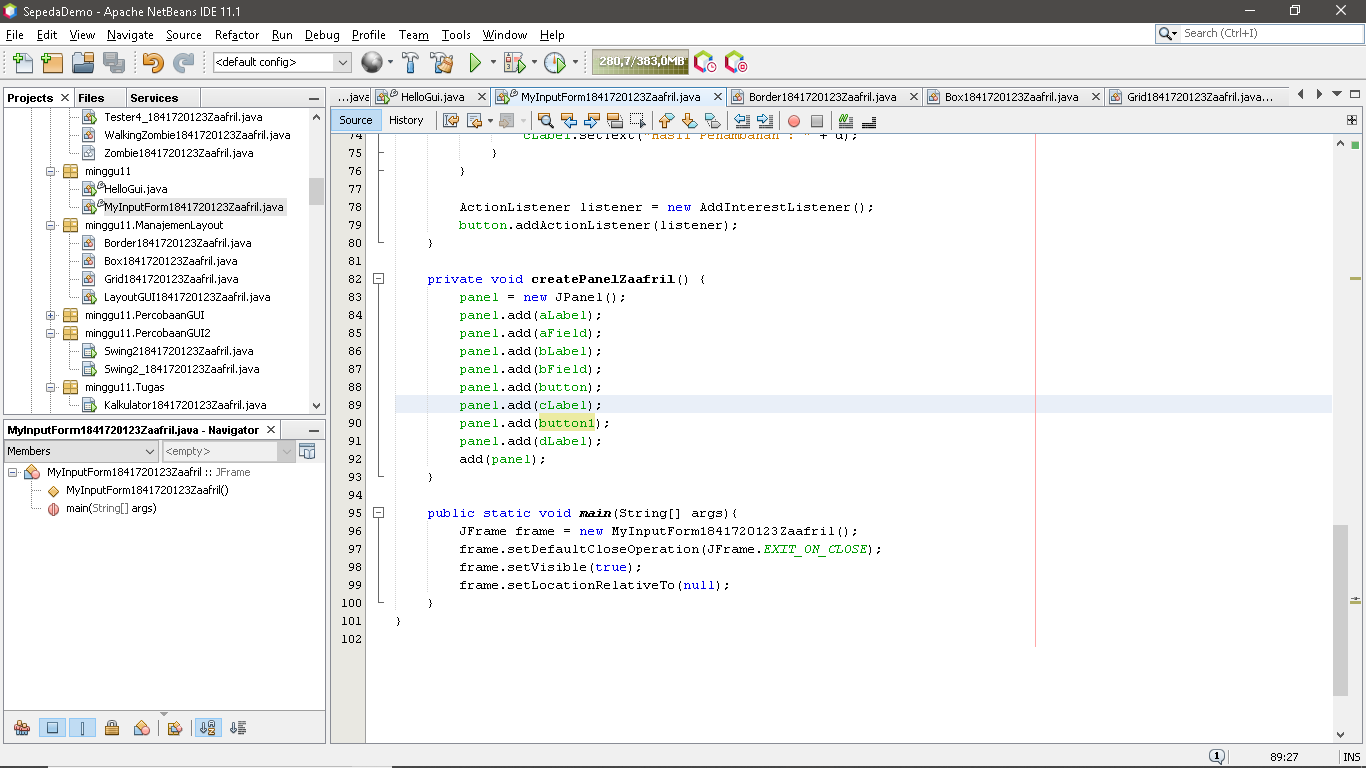 SepedaDemo - Apache NetBeans IDE 11.1
File Edit View Navigate Source Refactor Run Debug Profile Team Tools Window Help
Search (Ctrl+I)
<default config>
280,7/383,0MB
Projects Files Services
Tester4_1841720123Zaafril.java
WalkingZombie1841720123Zaafril.java
Zombie1841720123Zaafril.java
minggu11
HelloGui.java
MyInputForm1841720123Zaafril.java
minggu11.ManajemenLayout
Border1841720123Zaafril.java
Box1841720123Zaafril.java
Grid1841720123Zaafril.java
LayoutGUI1841720123Zaafril.java
minggu11.PercobaanGUI
minggu11.PercobaanGUI2
Swing21841720123Zaafril.java
Swing2_1841720123Zaafril.java
minggu11.Tugas
Kalkulator1841720123Zaafril.java
MyInputForm1841720123Zaafril.java - Navigator
Members <empty>
MyInputForm1841720123Zaafril :: JFrame
MyInputForm1841720123Zaafril()
main(String[] args)
...java HelloGui.java MyInputForm1841720123Zaafril.java Border1841720123Zaafril.java Box1841720123Zaafril.java Grid1841720123Zaafril.java...
Source History
74 cLabel.setText("Hasil Penambahan : " + d);
75 }
76 }
77
78 ActionListener listener = new AddInterestListener();
79 button.addActionListener(listener);
80 }
81
82 private void createPanelZaafril() {
83 panel = new JPanel();
84 panel.add(aLabel);
85 panel.add(aField);
86 panel.add(bLabel);
87 panel.add(bField);
88 panel.add(button);
89 panel.add(cLabel);
90 panel.add(button1);
91 panel.add(dLabel);
92 add(panel);
93 }
94
95 public static void main(String[] args){
96 JFrame frame = new MyInputForm1841720123Zaafril();
97 frame.setDefaultCloseOperation(JFrame.EXIT_ON_CLOSE);
98 frame.setVisible(true);
99 frame.setLocationRelativeTo(null);
100 }
101 }
102
1 89:27 INS